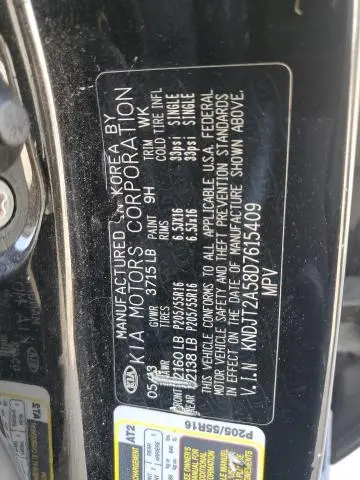 MANUFACTURED IN KOREA BY
KIA MOTORS CORPORATION
KIA
GVWR 3715 LB PAINT 9H TRIM WK
TIRES RIMS COLD TIRE INFL
FRONT 2160 LB P205/55R16 6.5JX16 33psi SINGLE
REAR 2138 LB P205/55R16 6.5JX16 33psi SINGLE
THIS VEHICLE CONFORMS TO ALL APPLICABLE U.S.A. FEDERAL
MOTOR VEHICLE SAFETY AND THEFT PREVENTION STANDARDS
IN EFFECT ON THE DATE OF MANUFACTURE SHOWN ABOVE.
V.I.N. KNDJT2A58D7615409
MPV
AT2
P205/55R16